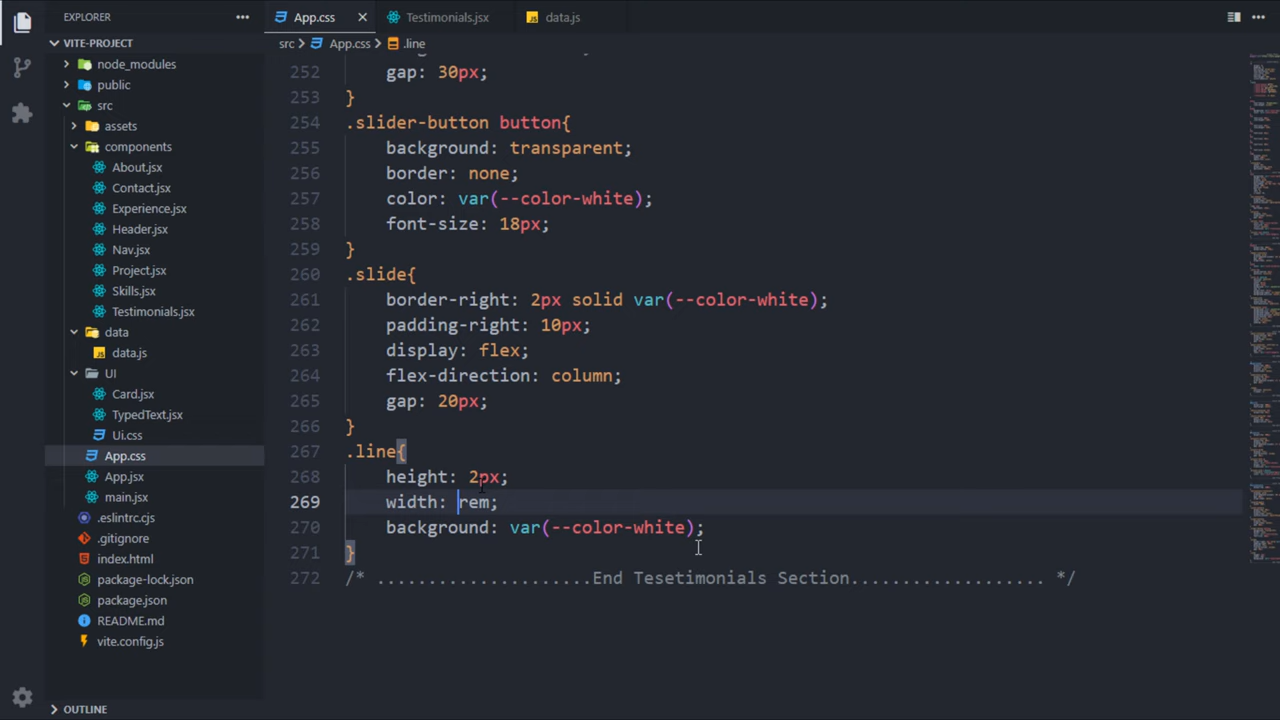 EXPLORER
VITE-PROJECT
node_modules
public
src
assets
components
About.jsx
Contact.jsx
Experience.jsx
Header.jsx
Nav.jsx
Project.jsx
Skills.jsx
Testimonials.jsx
data
data.js
UI
Card.jsx
TypedText.jsx
Ui.css
App.css
App.jsx
main.jsx
.eslintrc.cjs
.gitignore
index.html
package-lock.json
package.json
README.md
vite.config.js
OUTLINE
App.css
Testimonials.jsx
data.js
src > App.css > .line
252 gap: 30px;
253 }
254 .slider-button button{
255 background: transparent;
256 border: none;
257 color: var(--color-white);
258 font-size: 18px;
259 }
260 .slide{
261 border-right: 2px solid var(--color-white);
262 padding-right: 10px;
263 display: flex;
264 flex-direction: column;
265 gap: 20px;
266 }
267 .line{
268 height: 2px;
269 width: rem;
270 background: var(--color-white);
271 }
272 /* .....................End Tesetimonials Section................... */